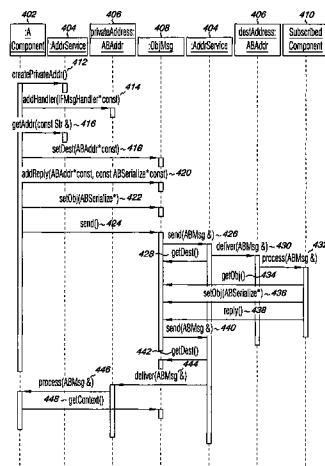 402 404 406 408 404 406 410
:A Component
:AddrService
privateAddress: ABAddr
:ObjMsg
:AddrService
destAddress: ABAddr
Subscribed Component
createPrivateAddr() 412
addHandler(IFMsgHandler*const) 414
getAddr(const Str &) 416
setDest(ABAddr*const) 418
addReply(ABAddr*const, const ABSerialize*const) 420
setObj(ABSerialize*) 422
send() 424
send(ABMsg &) 426
428 getDest()
deliver(ABMsg &) 430
process(ABMsg &) 432
getObj() 434
setObj(ABSerialize*) 436
reply() 438
send(ABMsg &) 440
442 getDest()
444
deliver(ABMsg &)
446
process(ABMsg &)
448 getContext()